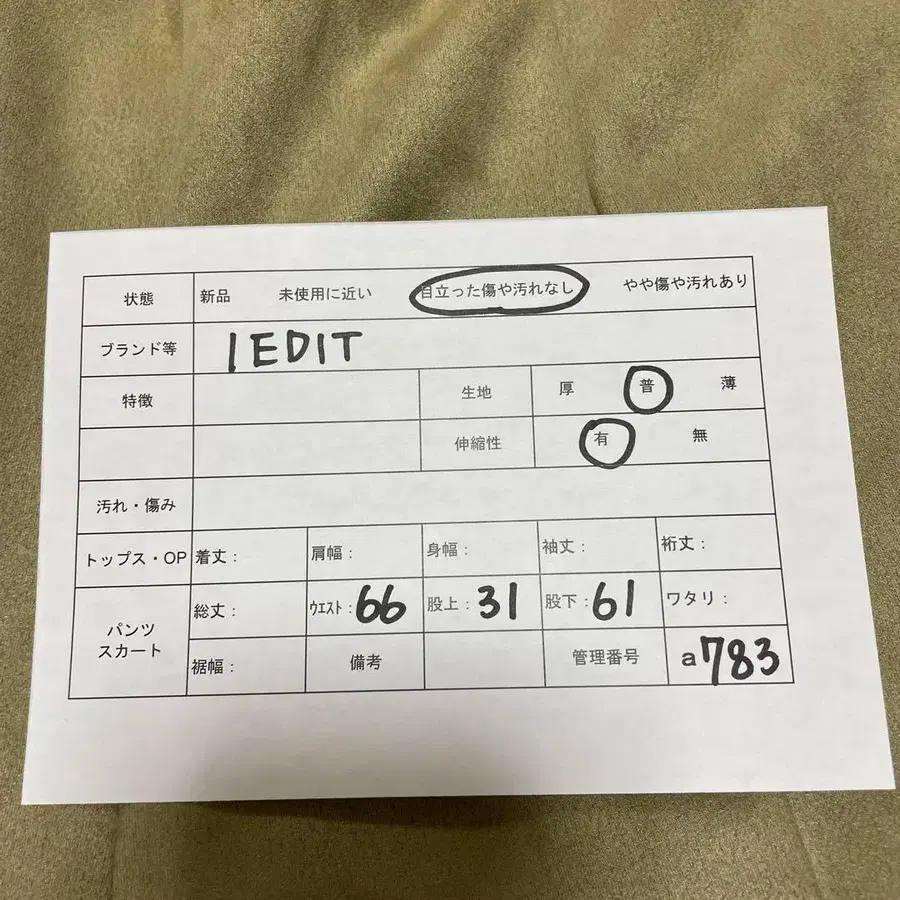 状態 新品 未使用に近い 目立った傷や汚れなし やや傷や汚れあり
ブランド等 IEDIT
特徴 生地 厚 普 薄
伸縮性 有 無
汚れ・傷み
トップス・OP 着丈： 肩幅： 身幅： 袖丈： 裄丈：
パンツ スカート 総丈： ウエスト：66 股上：31 股下：61 ワタリ：
裾幅： 備考 管理番号 a783